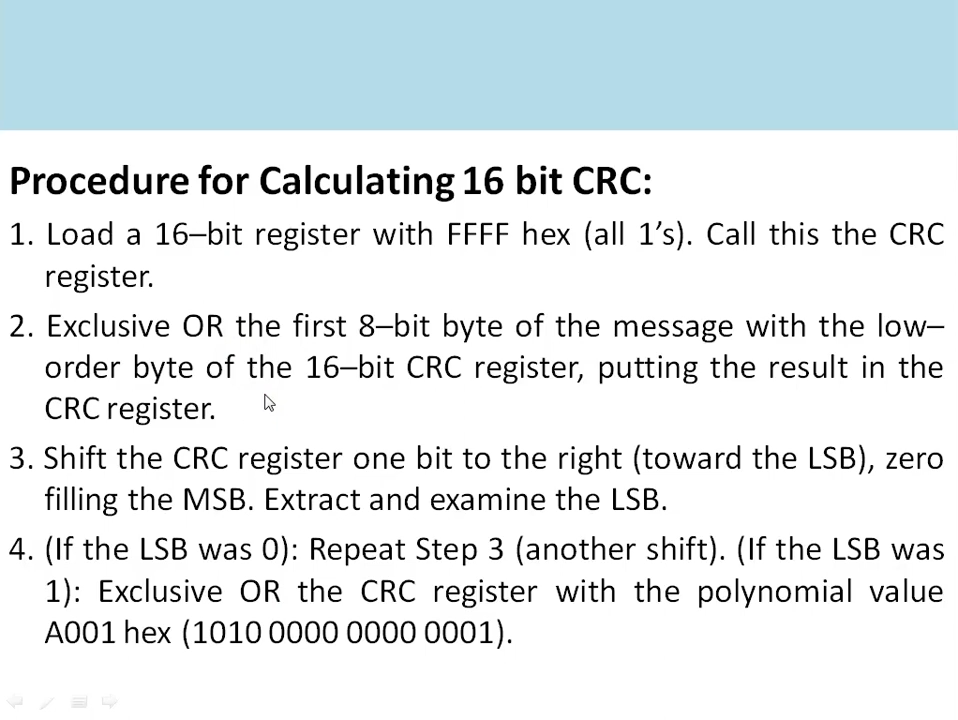 Procedure for Calculating 16 bit CRC:
1. Load a 16–bit register with FFFF hex (all 1’s). Call this the CRC
register.
2. Exclusive OR the first 8–bit byte of the message with the low–
order byte of the 16–bit CRC register, putting the result in the
CRC register.
3. Shift the CRC register one bit to the right (toward the LSB), zero
filling the MSB. Extract and examine the LSB.
4. (If the LSB was 0): Repeat Step 3 (another shift). (If the LSB was
1): Exclusive OR the CRC register with the polynomial value
A001 hex (1010 0000 0000 0001).